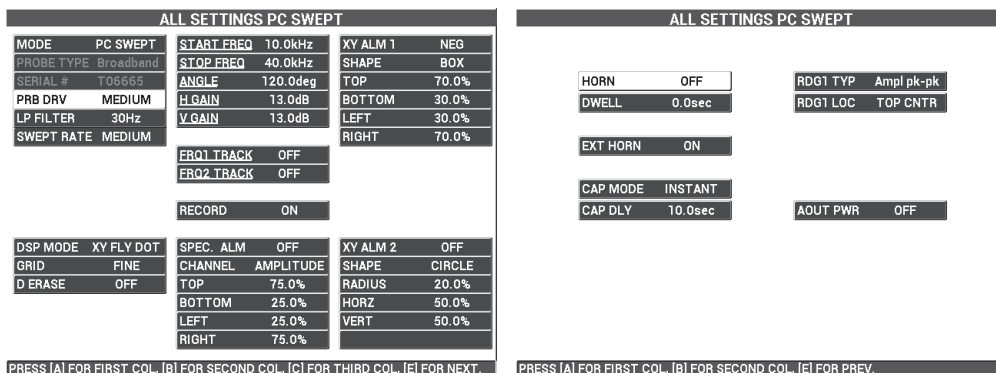 ALL SETTINGS PC SWEPT
MODE PC SWEPT
PROBE TYPE Broadband
SERIAL # T06665
PRB DRV MEDIUM
LP FILTER 30Hz
SWEPT RATE MEDIUM
START FREQ 10.0kHz
STOP FREQ 40.0kHz
ANGLE 120.0deg
H GAIN 13.0dB
V GAIN 13.0dB
FRQ1 TRACK OFF
FRQ2 TRACK OFF
RECORD ON
XY ALM 1 NEG
SHAPE BOX
TOP 70.0%
BOTTOM 30.0%
LEFT 30.0%
RIGHT 70.0%
DSP MODE XY FLY DOT
GRID FINE
D ERASE OFF
SPEC. ALM OFF
CHANNEL AMPLITUDE
TOP 75.0%
BOTTOM 25.0%
LEFT 25.0%
RIGHT 75.0%
XY ALM 2 OFF
SHAPE CIRCLE
RADIUS 20.0%
HORZ 50.0%
VERT 50.0%
PRESS [A] FOR FIRST COL, [B] FOR SECOND COL, [C] FOR THIRD COL, [E] FOR NEXT.
ALL SETTINGS PC SWEPT
HORN OFF
DWELL 0.0sec
EXT HORN ON
CAP MODE INSTANT
CAP DLY 10.0sec
RDG1 TYP Ampl pk-pk
RDG1 LOC TOP CNTR
AOUT PWR OFF
PRESS [A] FOR FIRST COL, [B] FOR SECOND COL, [E] FOR PREV.